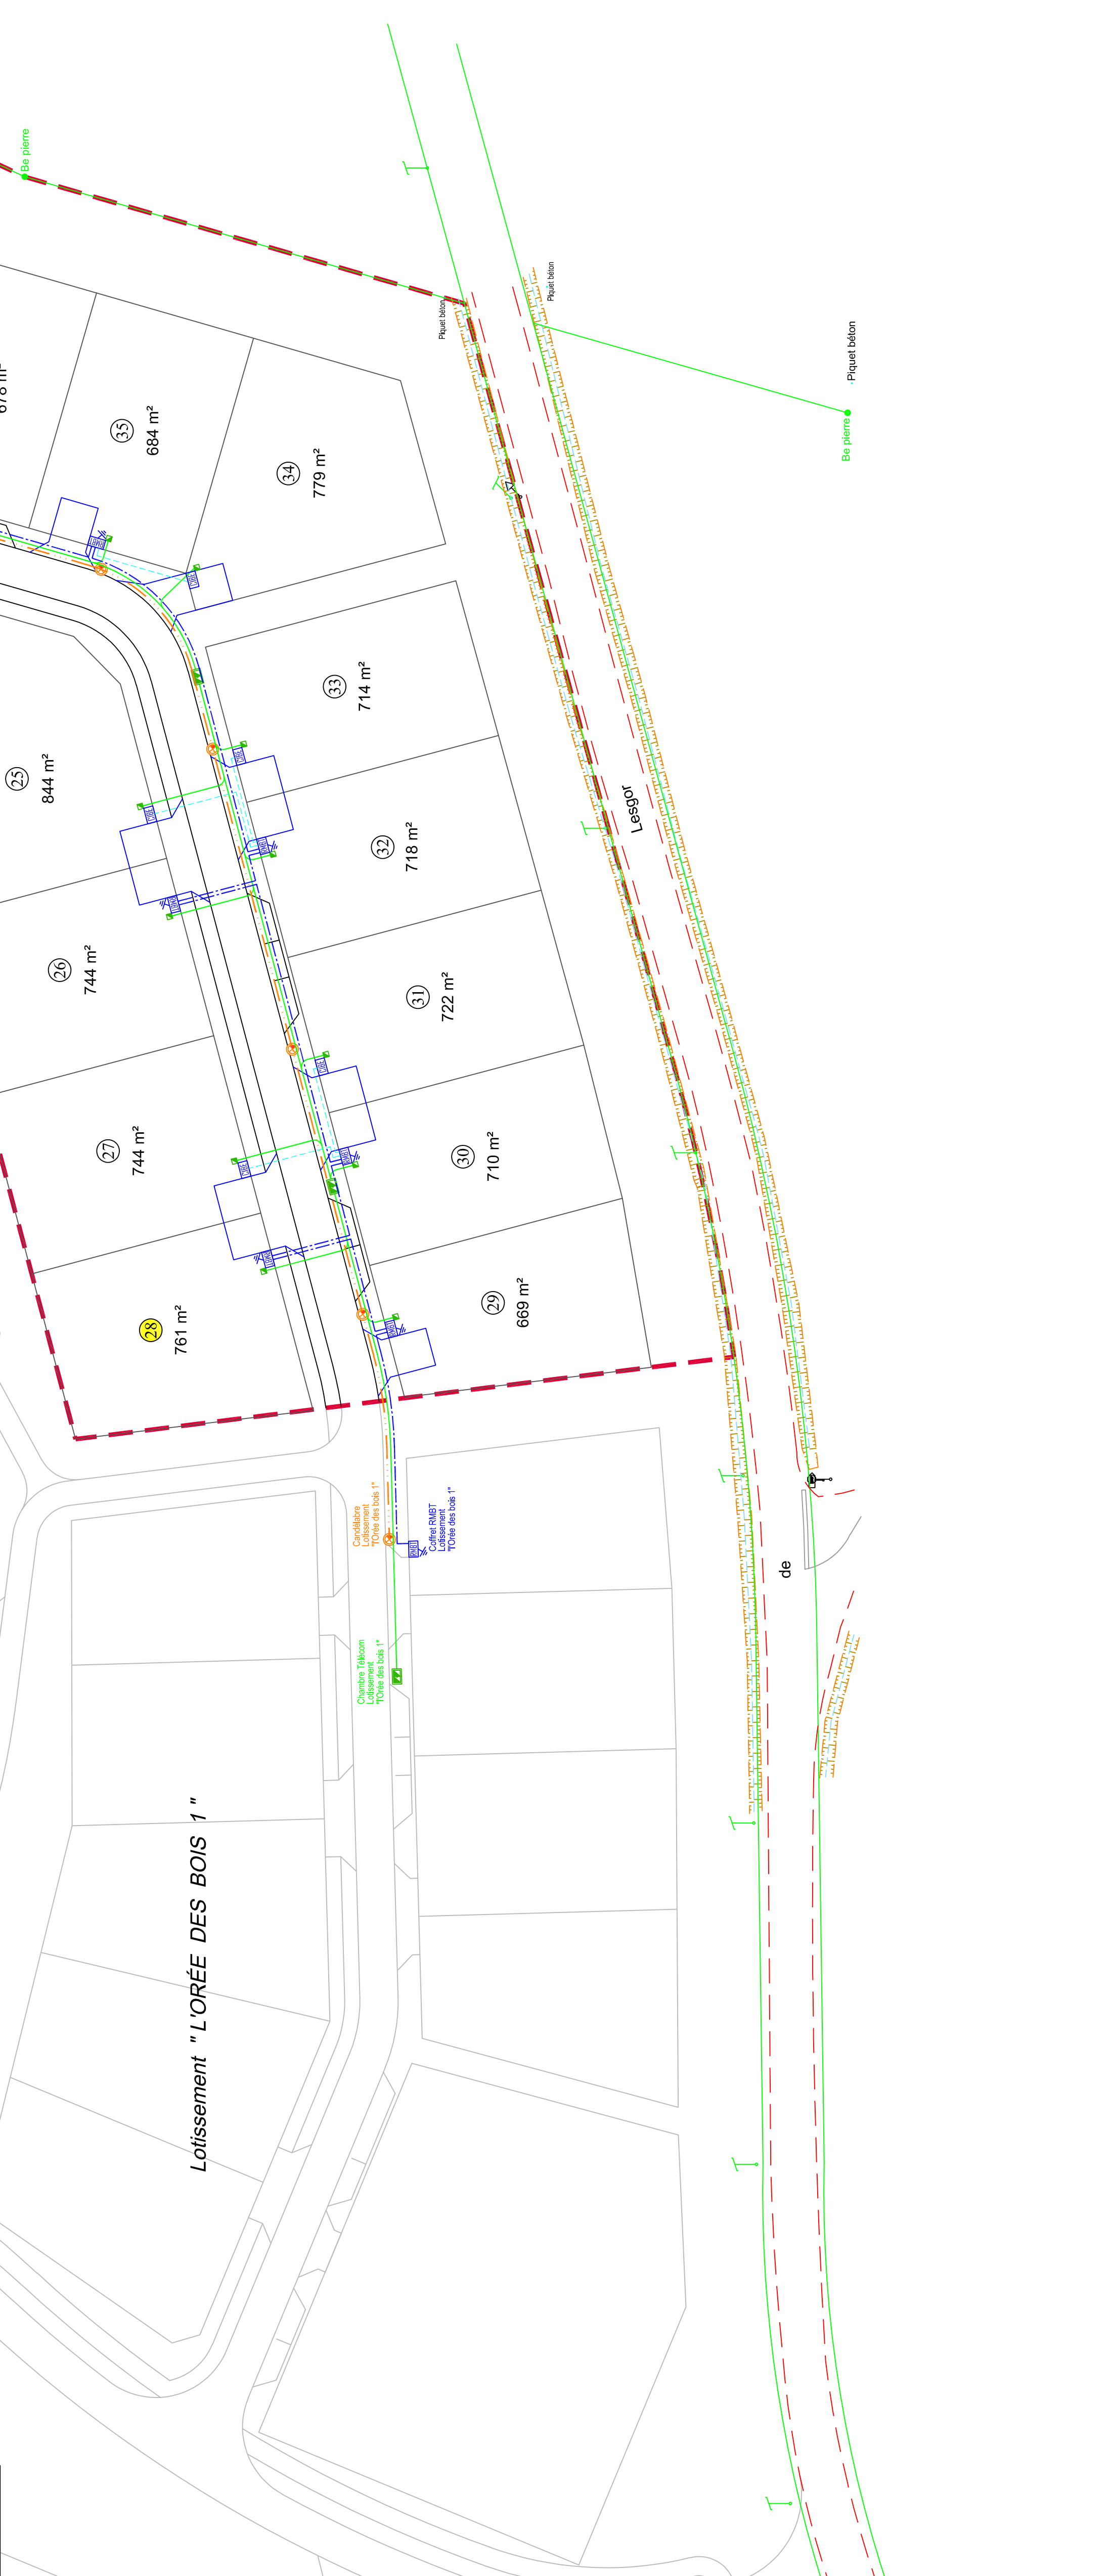 Be pierre
678 m²
35
684 m²
34
779 m²
Piquet béton
Piquet béton
Piquet béton
Be pierre
25
844 m²
33
714 m²
32
718 m²
Lesgor
26
744 m²
31
722 m²
27
744 m²
30
710 m²
28
761 m²
29
669 m²
Candélabre
Lotissement
"l'Orée des bois 1"
Coffret RMBT
Lotissement
"l'Orée des bois 1"
de
Chambre Télécom
Lotissement
"l'Orée des bois 1"
Lotissement " L'ORÉE DES BOIS 1 "